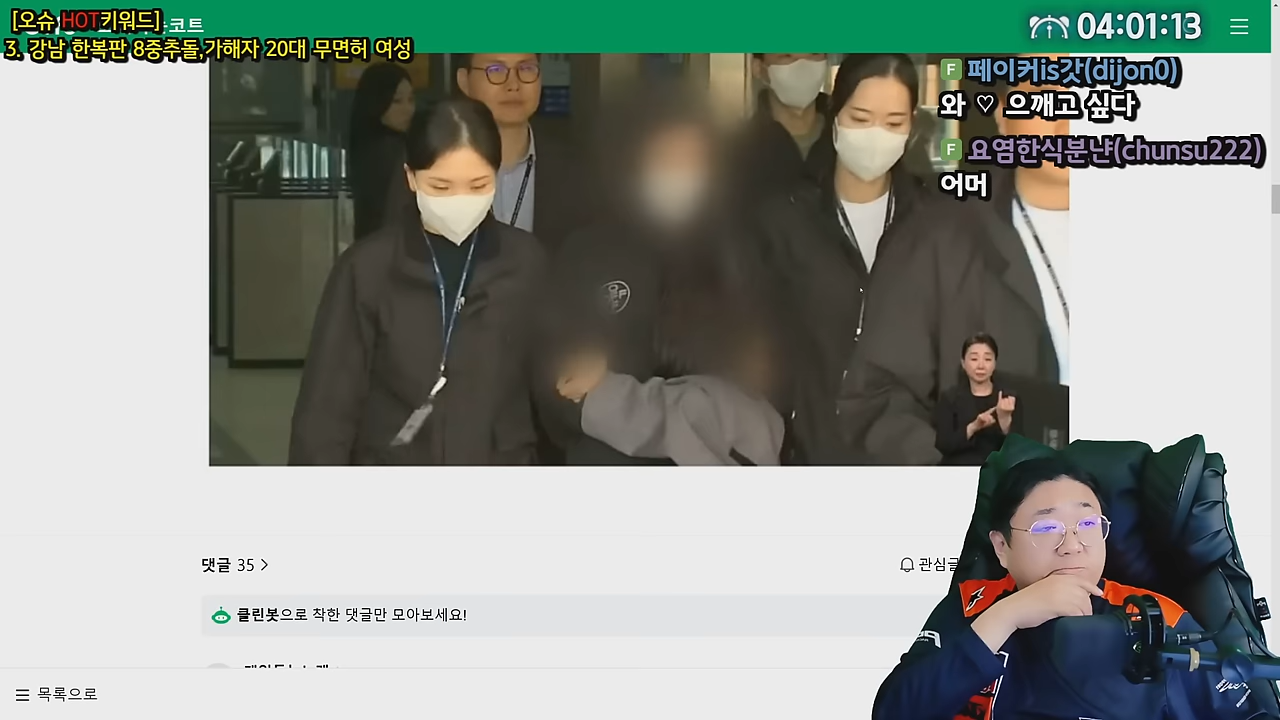 [오슈 HOT키워드]
코트
3. 강남 한복판 8중추돌,가해자 20대 무면허 여성
04:01:13
F 페이커is갓(dijon0)
와 ♡ 으깨고 싶다
F 요염한식분냔(chunsu222)
어머
댓글 35 >
관심글
클린봇으로 착한 댓글만 모아보세요!
목록으로